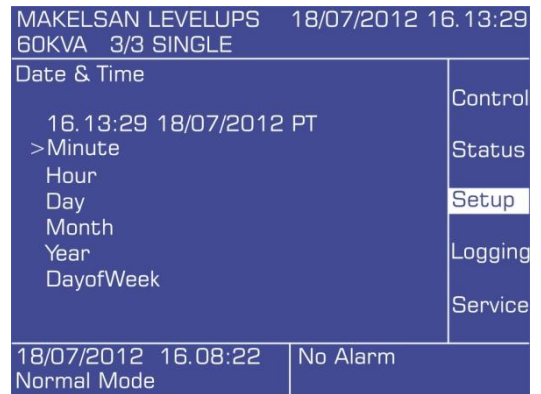 MAKELSAN LEVELUPS 18/07/2012 16.13:29
60KVA 3/3 SINGLE
Date & Time
16.13:29 18/07/2012 PT
>Minute
Hour
Day
Month
Year
DayofWeek
Control
Status
Setup
Logging
Service
18/07/2012 16.08:22
Normal Mode
No Alarm